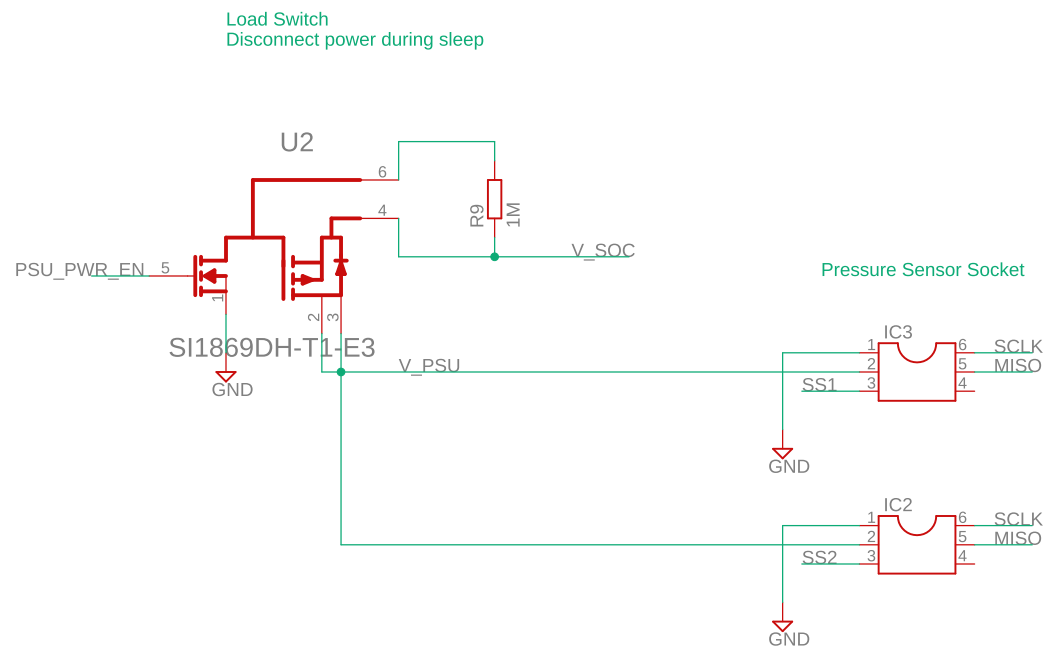 Load Switch
Disconnect power during sleep
U2
6
4
R9
1M
V_SOC
PSU_PWR_EN
5
1
2
3
SI1869DH-T1-E3
GND
V_PSU
Pressure Sensor Socket
IC3
1
2
3
6
5
4
SCLK
MISO
SS1
GND
IC2
1
2
3
6
5
4
SCLK
MISO
SS2
GND